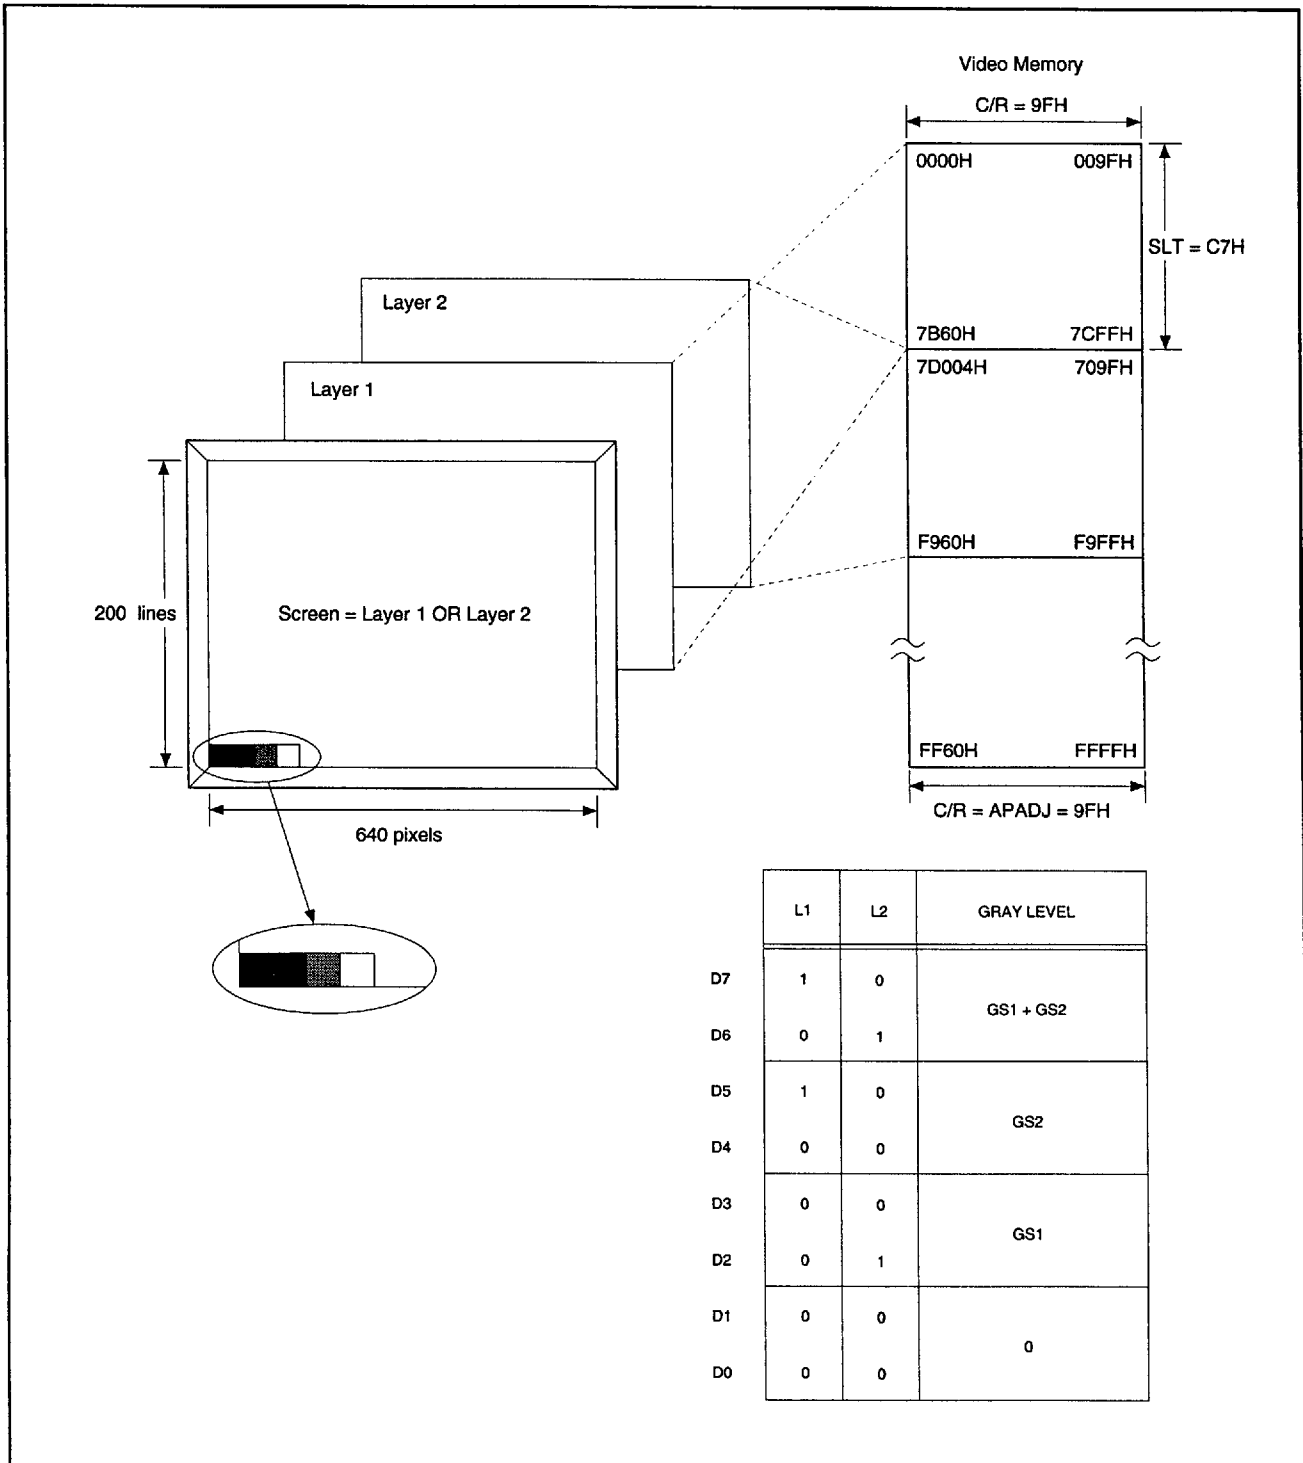 Video Memory
C/R = 9FH
0000H 009FH
SLT = C7H
7B60H 7CFFH
7D004H 709FH
F960H F9FFH
FF60H FFFFH
C/R = APADJ = 9FH
Layer 2
Layer 1
200 lines
Screen = Layer 1 OR Layer 2
640 pixels
L1 L2 GRAY LEVEL
D7 1 0
GS1 + GS2
D6 0 1
D5 1 0
GS2
D4 0 0
D3 0 0
GS1
D2 0 1
D1 0 0
0
D0 0 0